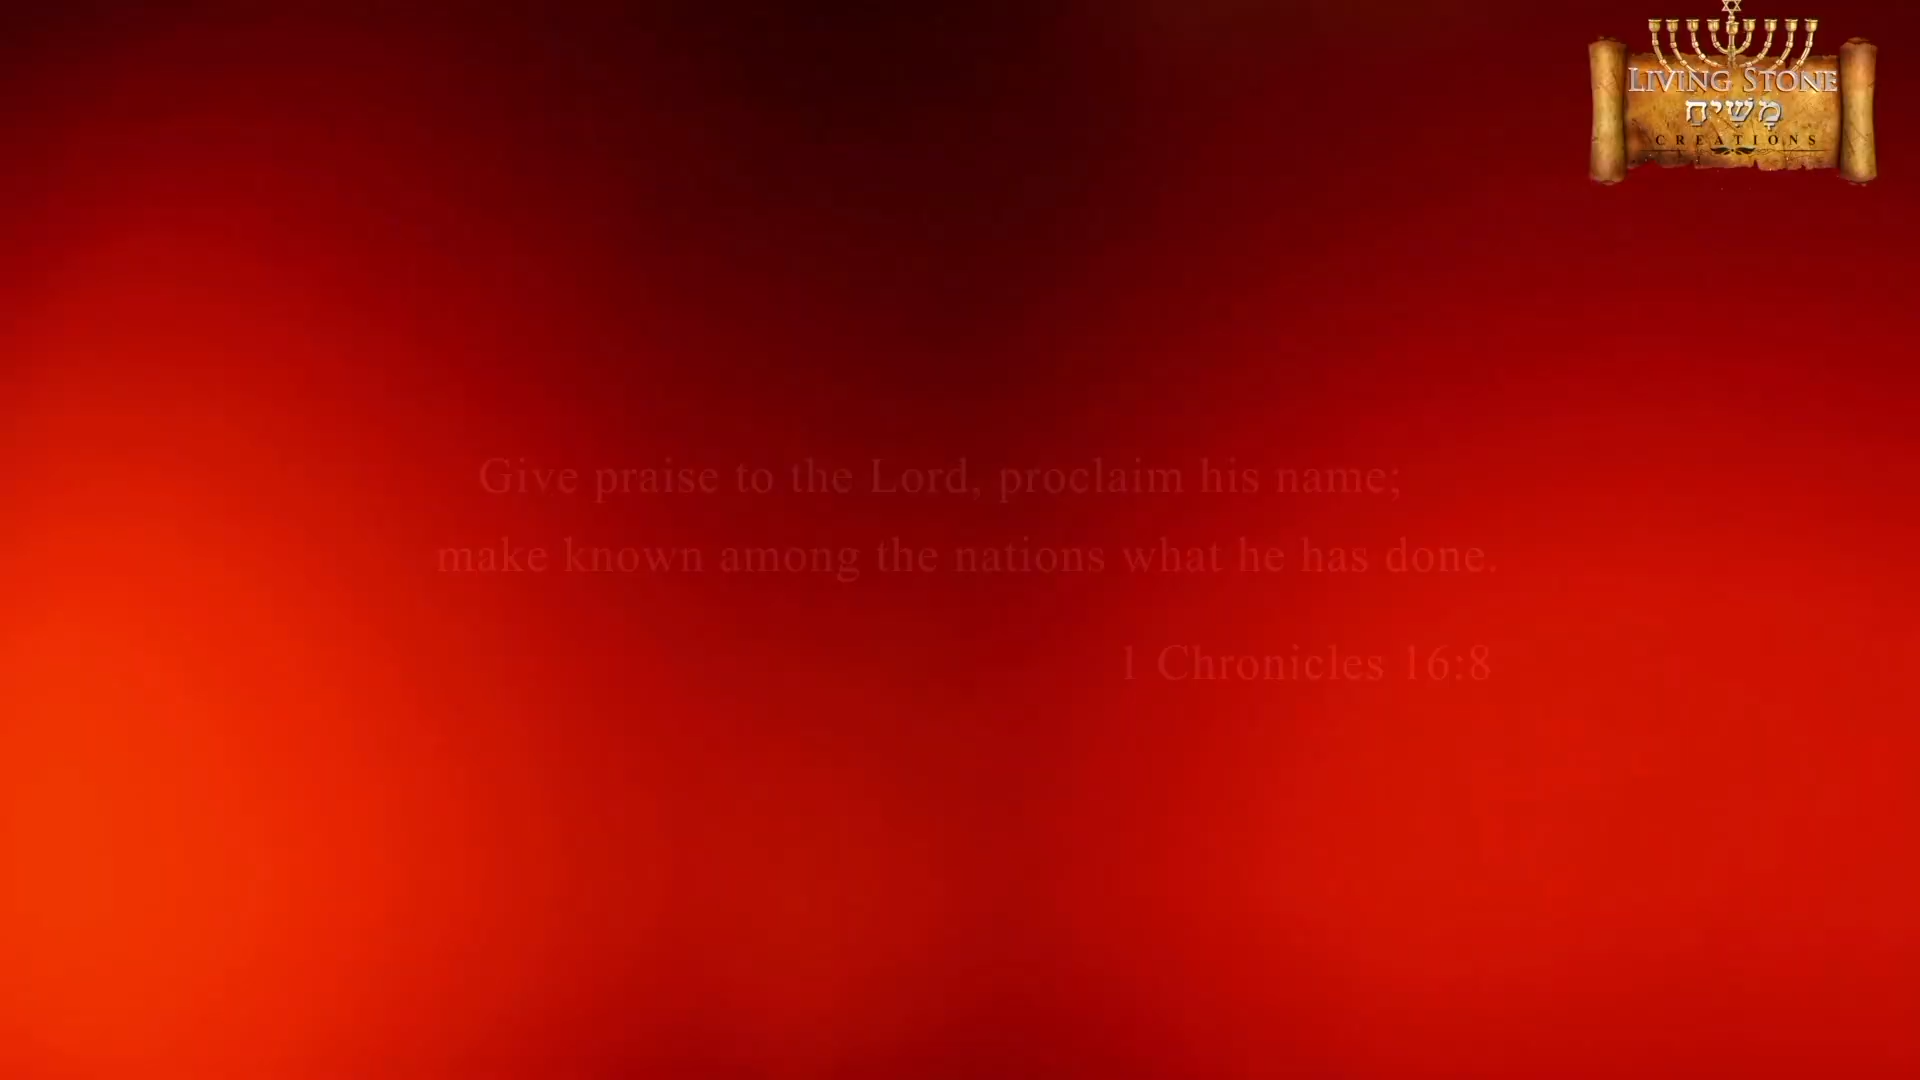 LIVING STONE
מָשִׁיחַ
CREATIONS
Give praise to the Lord, proclaim his name;
make known among the nations what he has done.
1 Chronicles 16:8